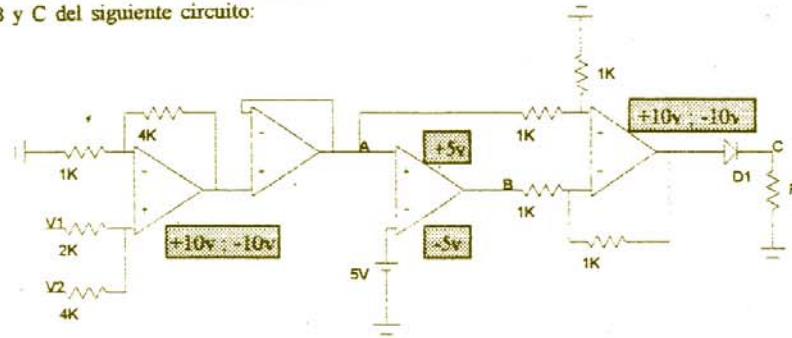 B y C del siguiente circuito:
1K
4K
+10v ; -10v
1K
A
+5v
C
1K
D1
B
V1
1K
2K
+10v ; -10v
-5v
5V
1K
V2
4K